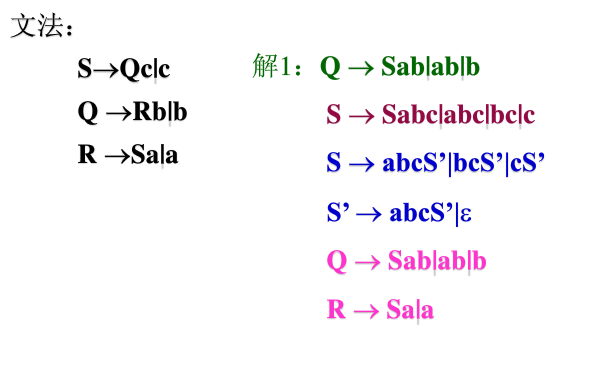 文法：
S→Qc|c
Q →Rb|b
R →Sa|a
解1：Q → Sab|ab|b
S → Sabc|abc|bc|c
S → abcS’|bcS’|cS’
S’ → abcS’|ε
Q → Sab|ab|b
R → Sa|a